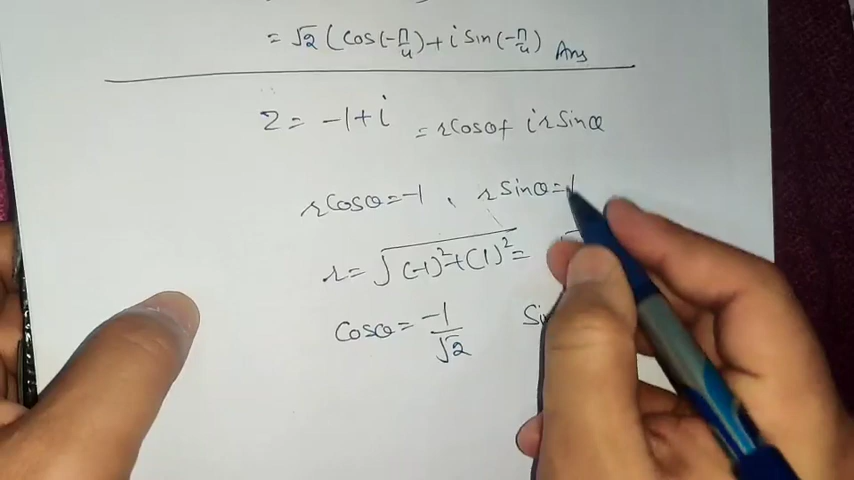 = √2 (Cos(-π/4) + i Sin(-π/4) Ans
Z = -1+i = rCosθ + i r Sinθ
r Cosθ = -1 , r Sinθ = 1
r = √(-1)²+(1)² =
Cosθ = -1/√2